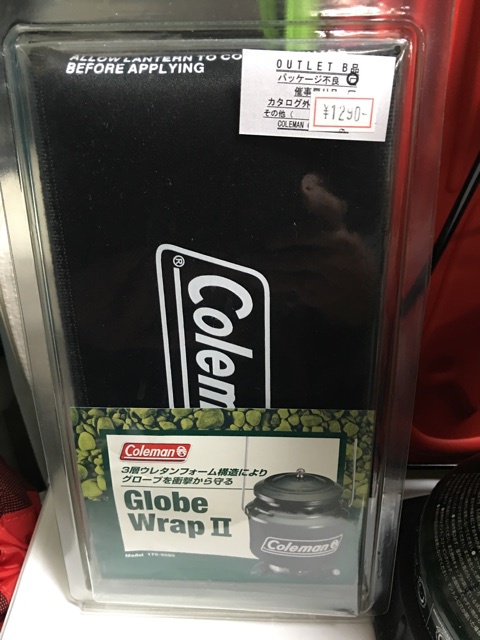 ALLOW LANTERN TO CO
BEFORE APPLYING
OUTLET B品
パッケージ不良
カタログ外
その他 (
COLEMAN
¥1290-
Coleman
Coleman
3層ウレタンフォーム構造により
グローブを衝撃から守る
Globe
Wrap II
Model
Coleman